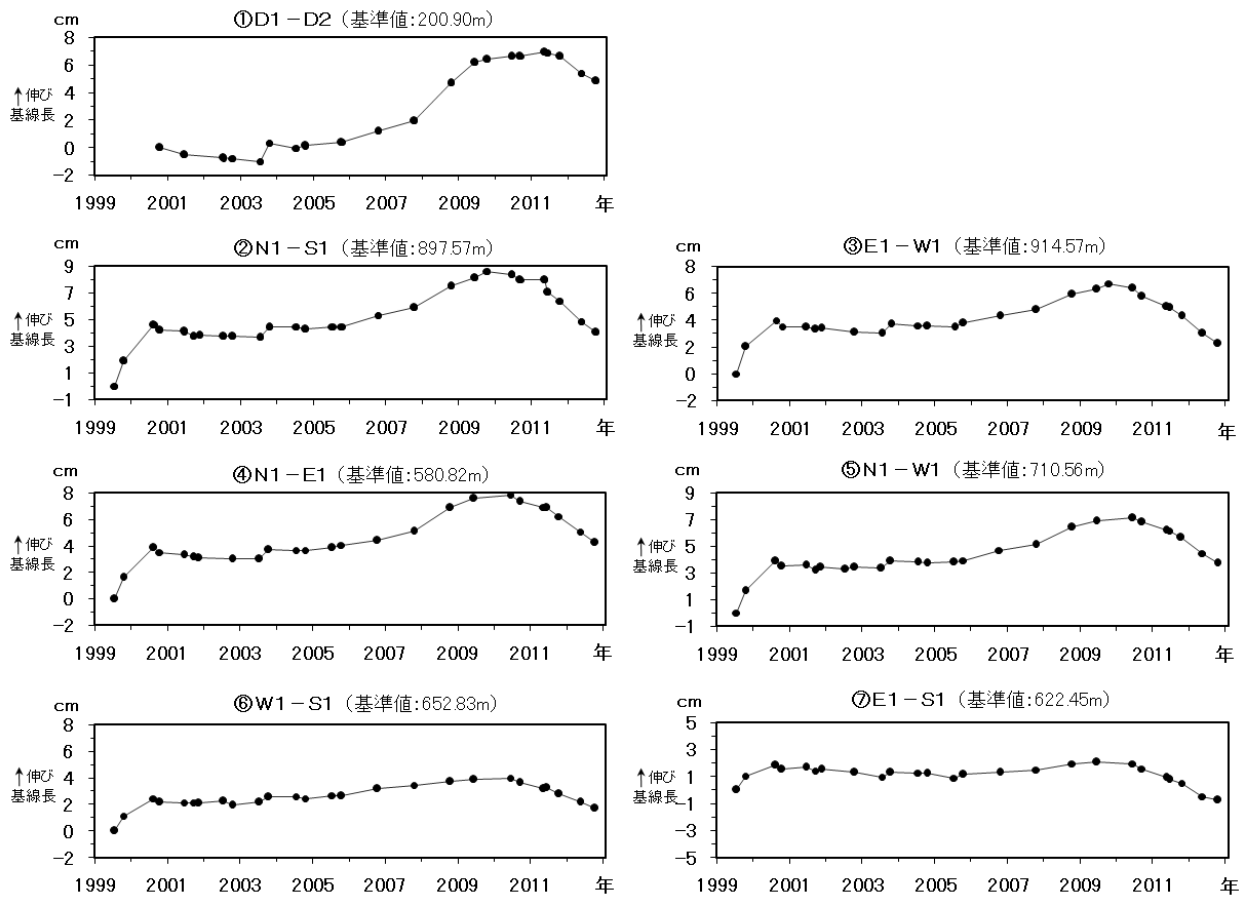 cm
①D1－D2（基準値:200.90m）
8
6
4
2
0
−2
↑伸び
基線長
1999 2001 2003 2005 2007 2009 2011 年
cm
②N1－S1（基準値:897.57m）
9
7
5
3
1
−1
↑伸び
基線長
1999 2001 2003 2005 2007 2009 2011 年
cm
③E1－W1（基準値:914.57m）
8
6
4
2
0
−2
↑伸び
基線長
1999 2001 2003 2005 2007 2009 2011 年
cm
④N1－E1（基準値:580.82m）
8
6
4
2
0
−2
↑伸び
基線長
1999 2001 2003 2005 2007 2009 2011 年
cm
⑤N1－W1（基準値:710.56m）
9
7
5
3
1
−1
↑伸び
基線長
1999 2001 2003 2005 2007 2009 2011 年
cm
⑥W1－S1（基準値:652.83m）
8
6
4
2
0
−2
↑伸び
基線長
1999 2001 2003 2005 2007 2009 2011 年
cm
⑦E1－S1（基準値:622.45m）
5
3
1
−1
−3
−5
↑伸び
基線長
1999 2001 2003 2005 2007 2009 2011 年